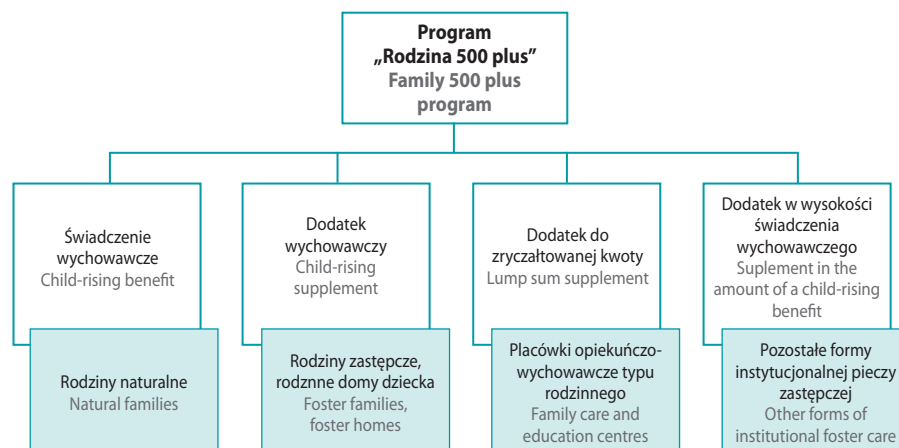 Program
„Rodzina 500 plus”
Family 500 plus
program
Świadczenie
wychowawcze
Child-rising benefit
Rodziny naturalne
Natural families
Dodatek
wychowawczy
Child-rising
supplement
Rodziny zastępcze,
rodznne domy dziecka
Foster families,
foster homes
Dodatek do
zryczałtowanej kwoty
Lump sum supplement
Placówki opiekuńczo-
wychowawcze typu
rodzinnego
Family care and
education centres
Dodatek w wysokości
świadczenia
wychowawczego
Suplement in the
amount of a child-rising
benefit
Pozostałe formy
instytucjonalnej pieczy
zastępczej
Other forms of
institutional foster care